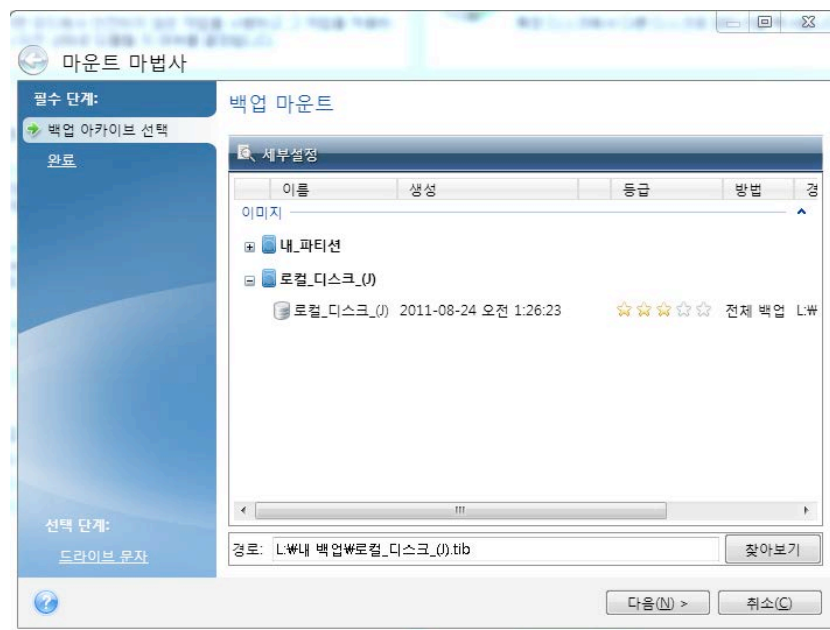 마운트 마법사
필수 단계:
백업 아카이브 선택
완료
백업 마운트
세부설정
이름 생성 등급 방법 경
이미지
내_파티션
로컬_디스크_(J)
로컬_디스크_(J) 2011-08-24 오전 1:26:23 전체 백업 L:₩
선택 단계:
드라이브 문자
경로: L:₩내 백업₩로컬_디스크_(J).tib 찾아보기
다음(N) > 취소(C)